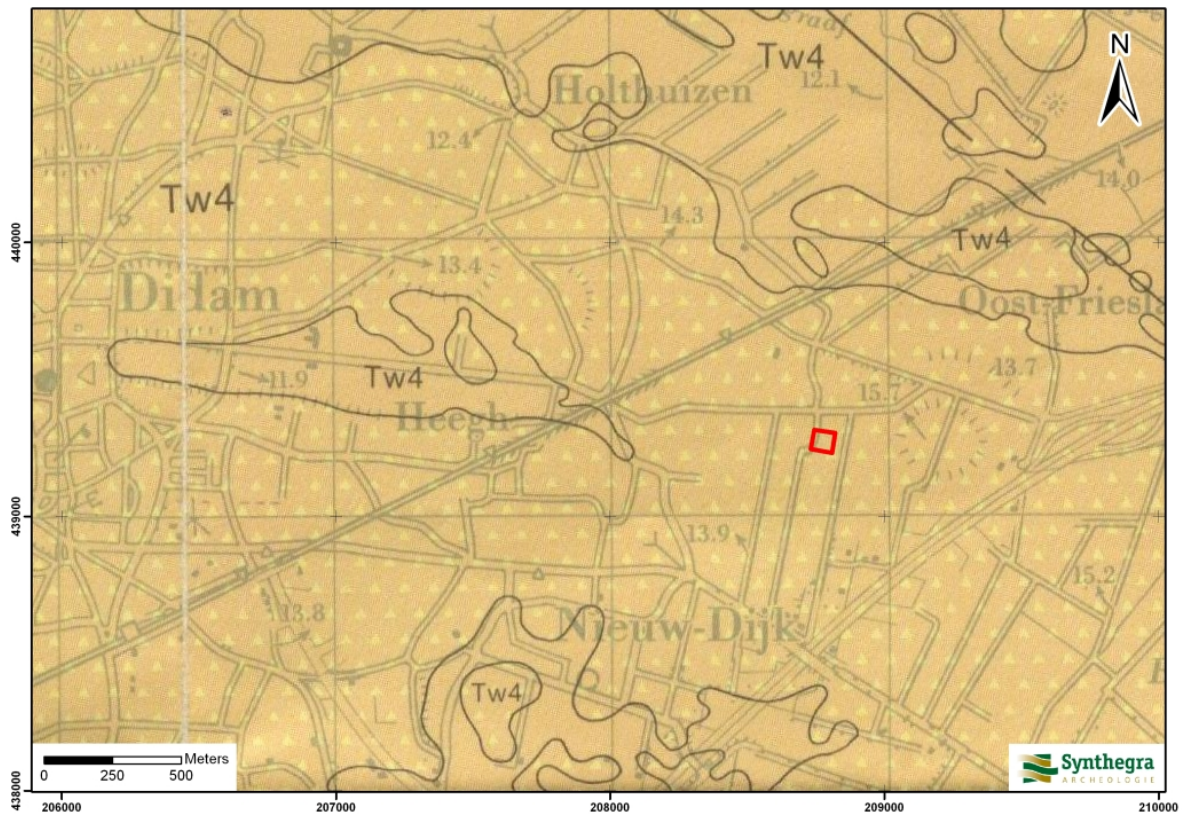 graaf
Tw4
N
Holthuizen
12.1
12.4
14.0
Tw4
14.3
Tw4
13.4
Didam
Oost-Friesla
11.9
Tw4
13.7
15.7
Heegh
13.9
15.2
13.8
Nieuw-Dijk
Tw4
Meters
0 250 500
Synthegra
ARCHEOLOGIE
440000
439000
438000
206000 207000 208000 209000 210000